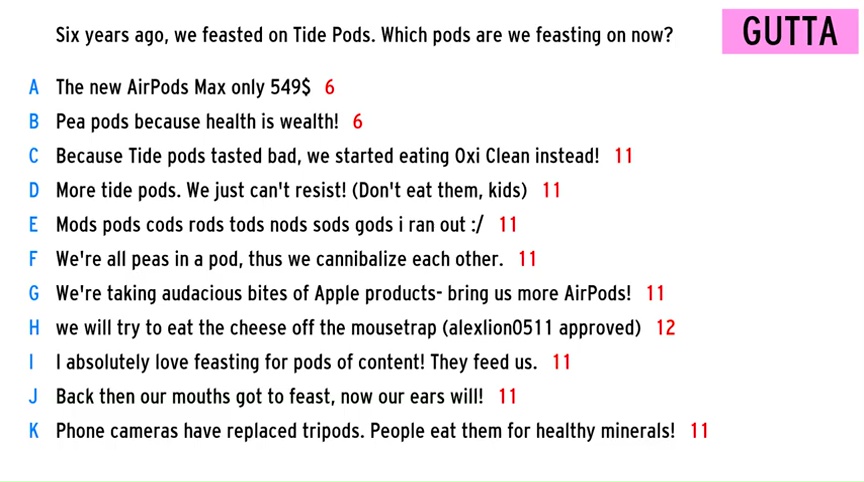 Six years ago, we feasted on Tide Pods. Which pods are we feasting on now?
GUTTA
A The new AirPods Max only 549$ 6
B Pea pods because health is wealth! 6
C Because Tide pods tasted bad, we started eating Oxi Clean instead! 11
D More tide pods. We just can't resist! (Don't eat them, kids) 11
E Mods pods cods rods tods nods sods gods i ran out :/ 11
F We're all peas in a pod, thus we cannibalize each other. 11
G We're taking audacious bites of Apple products- bring us more AirPods! 11
H we will try to eat the cheese off the mousetrap (alexlion0511 approved) 12
I I absolutely love feasting for pods of content! They feed us. 11
J Back then our mouths got to feast, now our ears will! 11
K Phone cameras have replaced tripods. People eat them for healthy minerals! 11